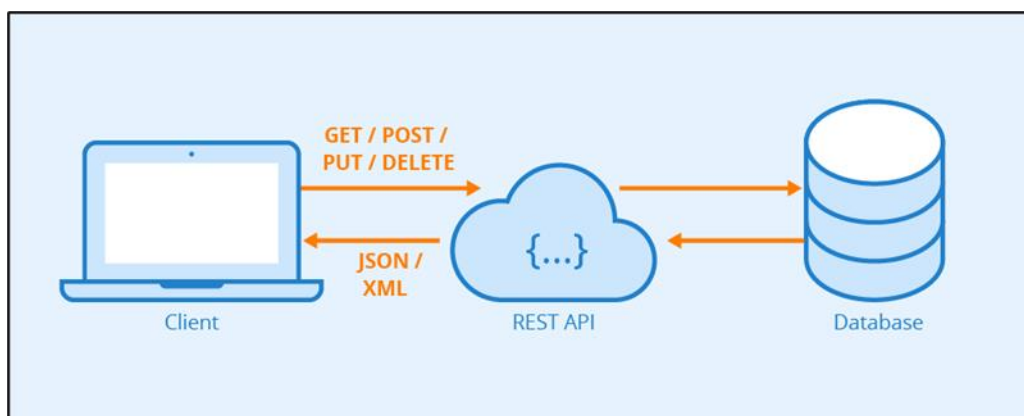 GET / POST /
PUT / DELETE
JSON /
XML
{...}
Client
REST API
Database